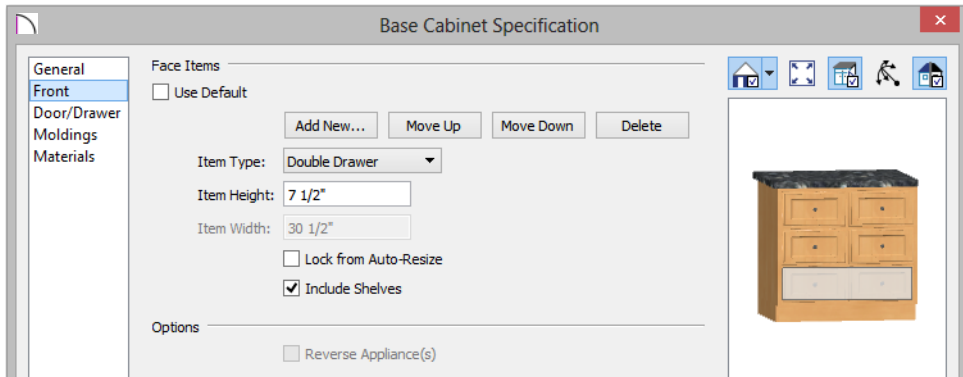 Base Cabinet Specification
General
Front
Door/Drawer
Moldings
Materials
Face Items
Use Default
Add New... Move Up Move Down Delete
Item Type: Double Drawer
Item Height: 7 1/2"
Item Width: 30 1/2"
Lock from Auto-Resize
Include Shelves
Options
Reverse Appliance(s)